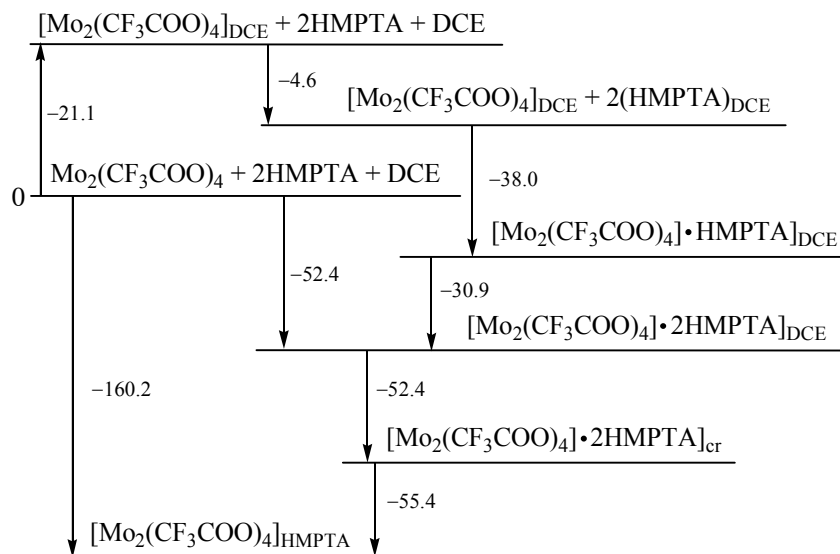 [Mo₂(CF₃COO)₄]DCE + 2HMPTA + DCE
−4.6
[Mo₂(CF₃COO)₄]DCE + 2(HMPTA)DCE
−21.1
Mo₂(CF₃COO)₄ + 2HMPTA + DCE
0
−38.0
[Mo₂(CF₃COO)₄]•HMPTA]DCE
−52.4
−30.9
[Mo₂(CF₃COO)₄]•2HMPTA]DCE
−160.2
−52.4
[Mo₂(CF₃COO)₄]•2HMPTA]cr
−55.4
[Mo₂(CF₃COO)₄]HMPTA